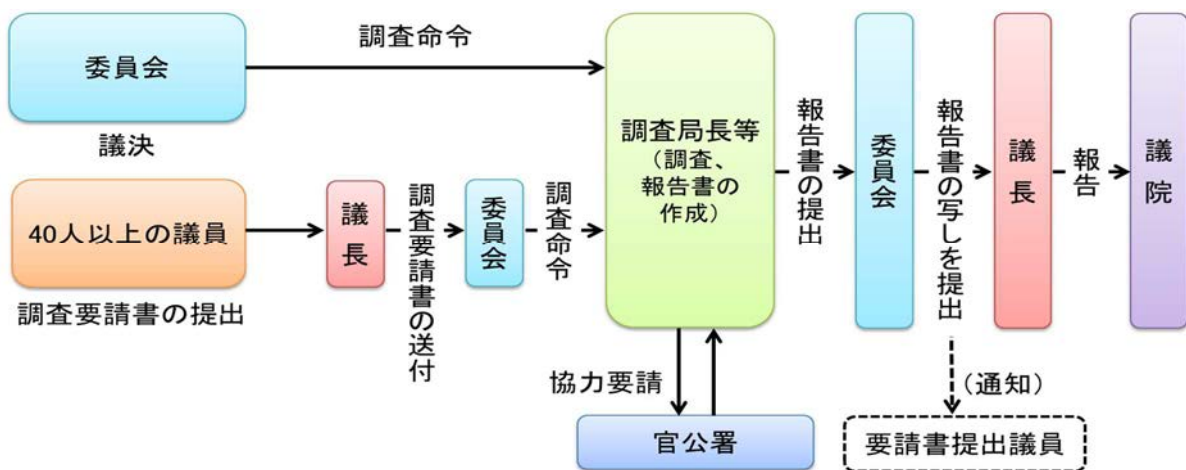 委員会
議決
調査命令
40人以上の議員
調査要請書の提出
議長
調査要請書の送付
委員会
調査命令
調査局長等
(調査、
報告書の
作成)
協力要請
官公署
報告書の提出
委員会
報告書の写しを提出
(通知)
要請書提出議員
議長
報告
議院